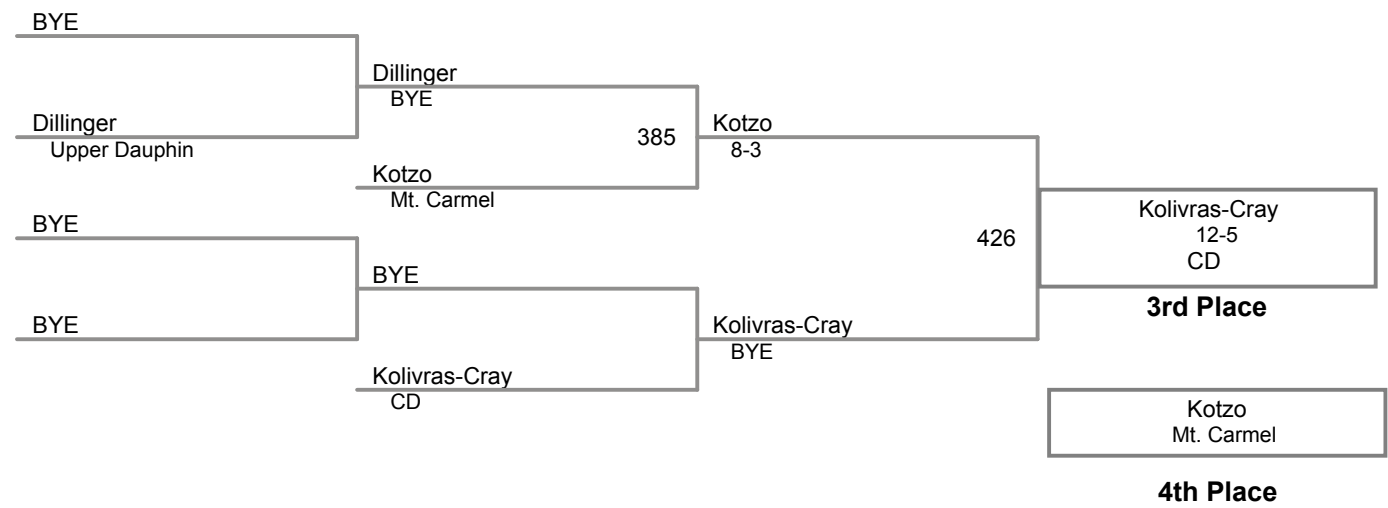 BYE
Dillinger
Upper Dauphin
BYE
BYE
Dillinger
BYE
385
Kotzo
Mt. Carmel
BYE
Kolivras-Cray
CD
Kotzo
8-3
426
Kolivras-Cray
BYE
Kolivras-Cray
12-5
CD
3rd Place
Kotzo
Mt. Carmel
4th Place